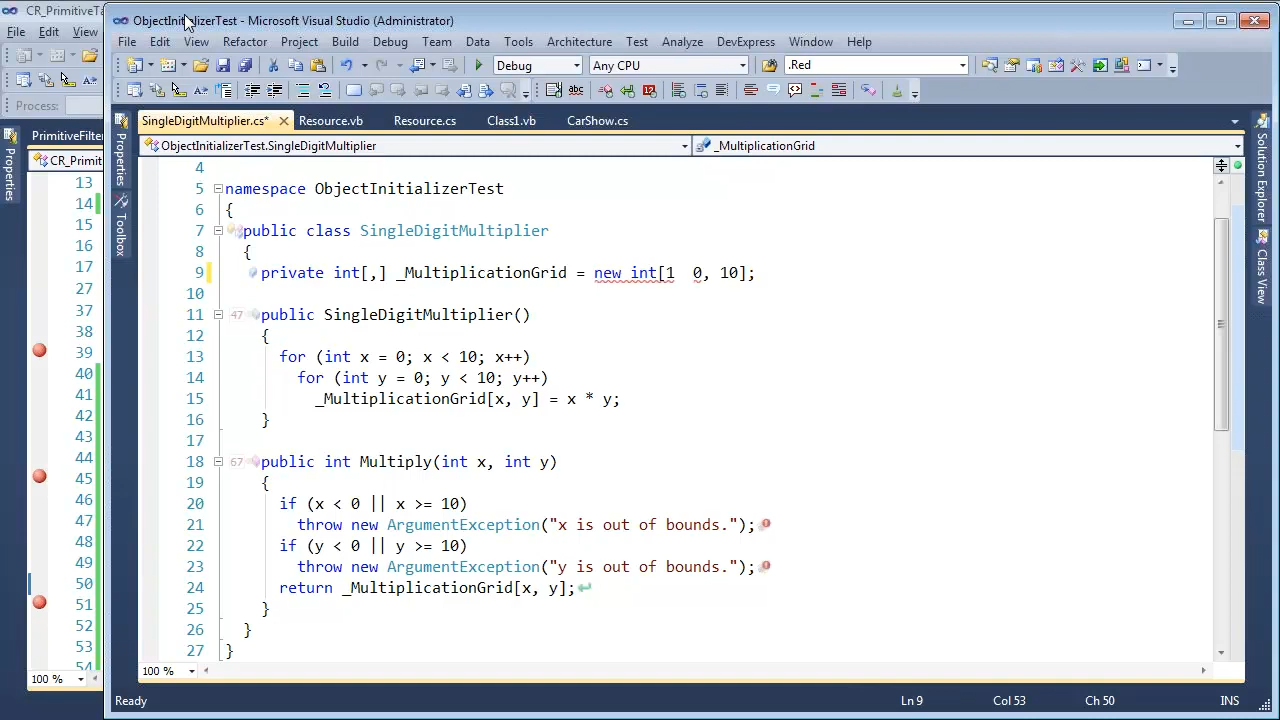 CR_PrimitiveTa
File Edit View
Process:
PrimitiveFilter
CR_Primit
Properties
13
14
15
16
17
27
37
38
39
40
41
42
43
44
45
46
47
48
49
50
51
52
53
54
100 %
ObjectInitializerTest - Microsoft Visual Studio (Administrator)
File Edit View Refactor Project Build Debug Team Data Tools Architecture Test Analyze DevExpress Window Help
Debug Any CPU .Red
SingleDigitMultiplier.cs* Resource.vb Resource.cs Class1.vb CarShow.cs
ObjectInitializerTest.SingleDigitMultiplier _MultiplicationGrid
Properties
Toolbox
Solution Explorer
Class View
4
5 namespace ObjectInitializerTest
6 {
7 public class SingleDigitMultiplier
8 {
9 private int[,] _MultiplicationGrid = new int[1  0, 10];
10
11 47 public SingleDigitMultiplier()
12 {
13 for (int x = 0; x < 10; x++)
14 for (int y = 0; y < 10; y++)
15 _MultiplicationGrid[x, y] = x * y;
16 }
17
18 67 public int Multiply(int x, int y)
19 {
20 if (x < 0 || x >= 10)
21 throw new ArgumentException("x is out of bounds.");
22 if (y < 0 || y >= 10)
23 throw new ArgumentException("y is out of bounds.");
24 return _MultiplicationGrid[x, y];
25 }
26 }
27 }
100 %
Ready Ln 9 Col 53 Ch 50 INS